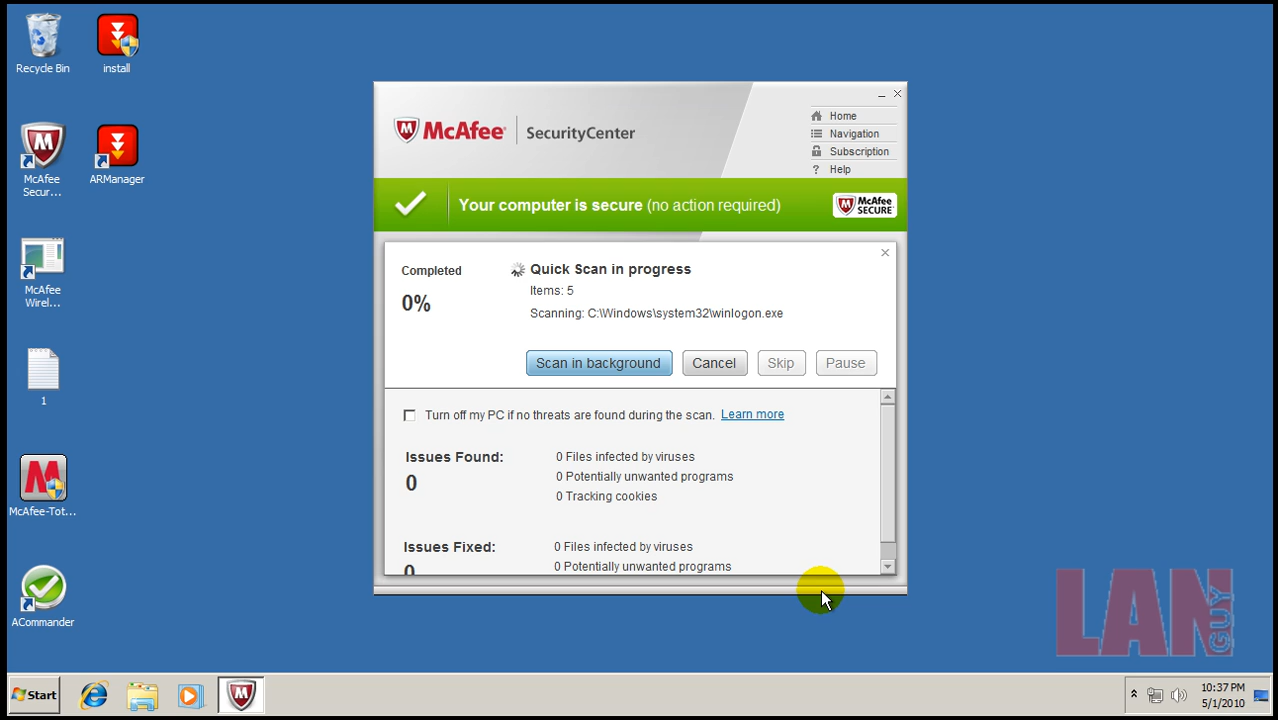 Recycle Bin
install
McAfee
Secur...
ARManager
McAfee
Wirel...
1
McAfee-Tot...
ACommander
McAfee
SecurityCenter
Home
Navigation
Subscription
Help
Your computer is secure (no action required)
McAfee
SECURE
Completed
0%
Quick Scan in progress
Items: 5
Scanning: C:\Windows\system32\winlogon.exe
Scan in background
Cancel
Skip
Pause
Turn off my PC if no threats are found during the scan. Learn more
Issues Found:
0
0 Files infected by viruses
0 Potentially unwanted programs
0 Tracking cookies
Issues Fixed:
0
0 Files infected by viruses
0 Potentially unwanted programs
LAN
GUY
Start
10:37 PM
5/1/2010